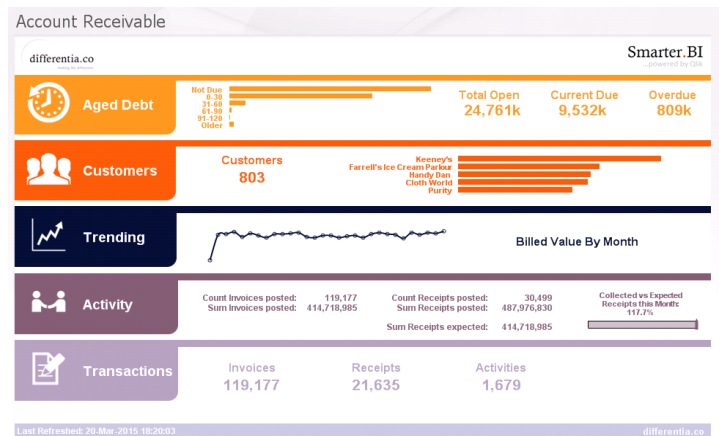 Account Receivable
differentia.co
Smarter.BI
...powered by Qlik
Aged Debt
Not Due
0-30
31-60
61-90
91-120
Older
Total Open
24,761k
Current Due
9,532k
Overdue
809k
Customers
Customers
803
Keeney's
Farrell's Ice Cream Parlour
Handy Dan
Cloth World
Purity
Trending
Billed Value By Month
Activity
Count Invoices posted: 119,177
Sum Invoices posted: 414,718,985
Count Receipts posted: 30,499
Sum Receipts posted: 487,976,830
Sum Receipts expected: 414,718,985
Collected vs Expected
Receipts this Month:
117.7%
Transactions
Invoices
119,177
Receipts
21,635
Activities
1,679
Last Refreshed: 20-Mar-2015 18:20:03
differentia.co